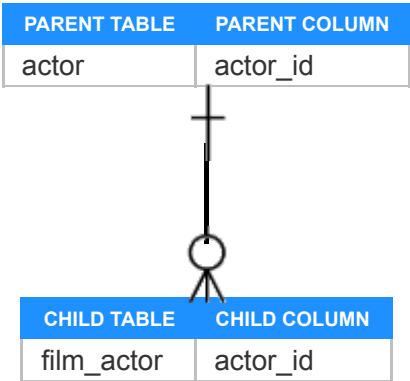 PARENT TABLE PARENT COLUMN
actor actor_id
CHILD TABLE CHILD COLUMN
film_actor actor_id